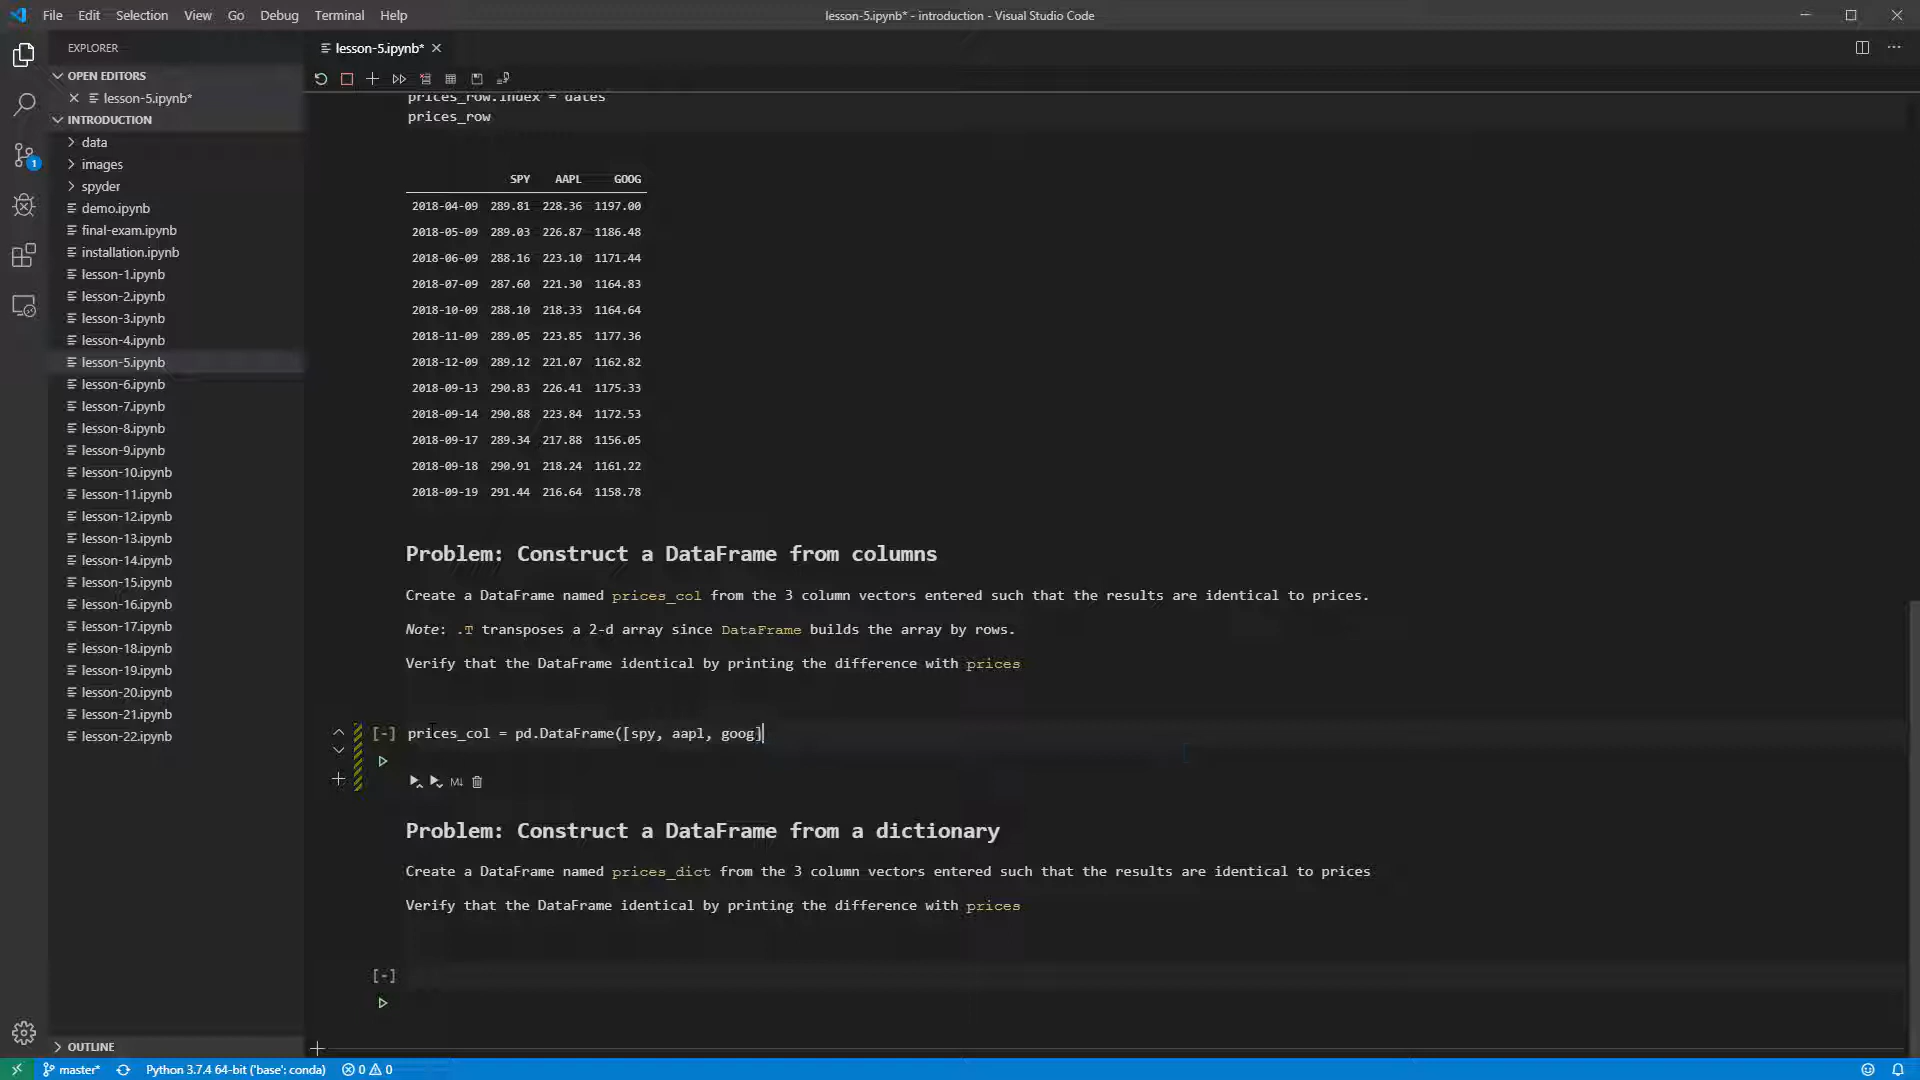 File Edit Selection View Go Debug Terminal Help
lesson-5.ipynb* - introduction - Visual Studio Code
EXPLORER
OPEN EDITORS
lesson-5.ipynb*
INTRODUCTION
data
images
spyder
demo.ipynb
final-exam.ipynb
installation.ipynb
lesson-1.ipynb
lesson-2.ipynb
lesson-3.ipynb
lesson-4.ipynb
lesson-5.ipynb
lesson-6.ipynb
lesson-7.ipynb
lesson-8.ipynb
lesson-9.ipynb
lesson-10.ipynb
lesson-11.ipynb
lesson-12.ipynb
lesson-13.ipynb
lesson-14.ipynb
lesson-15.ipynb
lesson-16.ipynb
lesson-17.ipynb
lesson-18.ipynb
lesson-19.ipynb
lesson-20.ipynb
lesson-21.ipynb
lesson-22.ipynb
OUTLINE
lesson-5.ipynb*
prices_row.index = dates
prices_row
SPY AAPL GOOG
2018-04-09 289.81 228.36 1197.00
2018-05-09 289.03 226.87 1186.48
2018-06-09 288.16 223.10 1171.44
2018-07-09 287.60 221.30 1164.83
2018-10-09 288.10 218.33 1164.64
2018-11-09 289.05 223.85 1177.36
2018-12-09 289.12 221.07 1162.82
2018-09-13 290.83 226.41 1175.33
2018-09-14 290.88 223.84 1172.53
2018-09-17 289.34 217.88 1156.05
2018-09-18 290.91 218.24 1161.22
2018-09-19 291.44 216.64 1158.78
Problem: Construct a DataFrame from columns
Create a DataFrame named prices_col from the 3 column vectors entered such that the results are identical to prices.
Note: .T transposes a 2-d array since DataFrame builds the array by rows.
Verify that the DataFrame identical by printing the difference with prices
[-] prices_col = pd.DataFrame([spy, aapl, goog]
M↓
Problem: Construct a DataFrame from a dictionary
Create a DataFrame named prices_dict from the 3 column vectors entered such that the results are identical to prices
Verify that the DataFrame identical by printing the difference with prices
[-]
master* Python 3.7.4 64-bit ('base': conda) 0 0
1